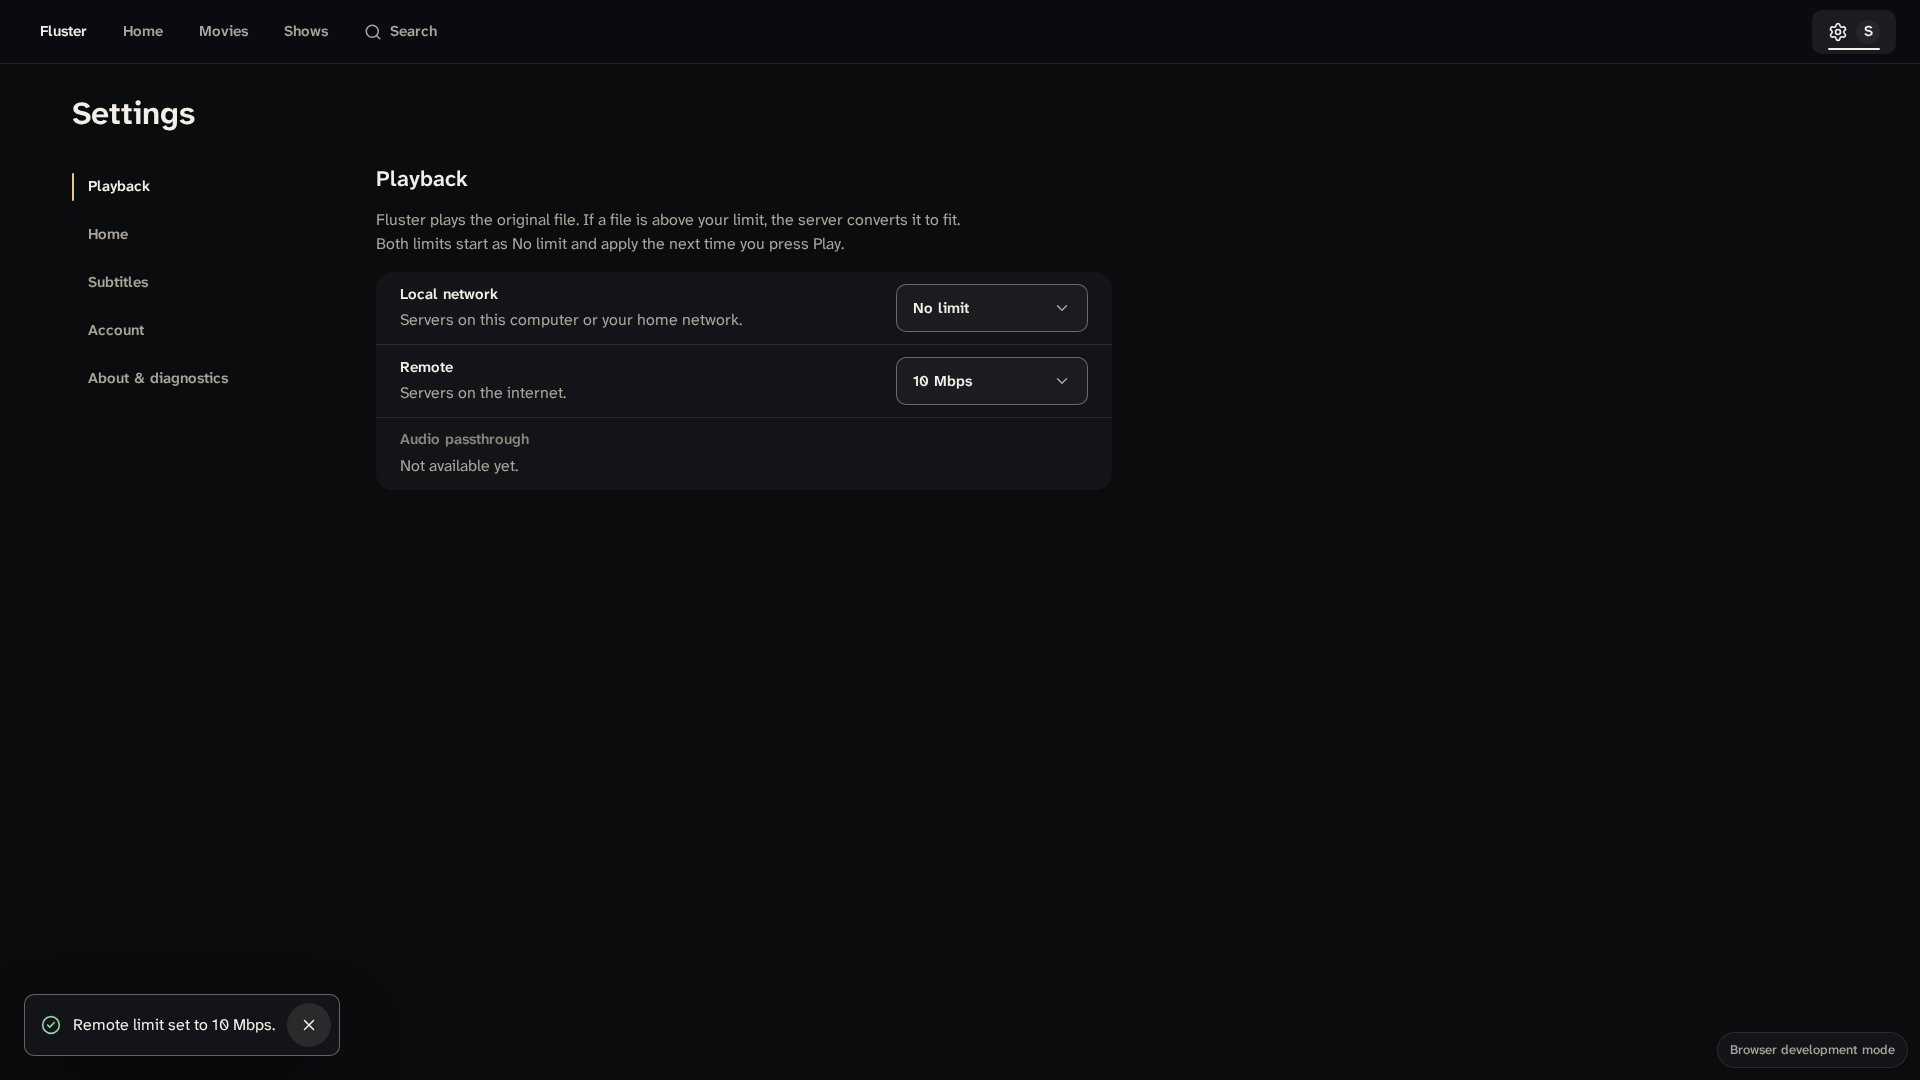 Fluster
Home
Movies
Shows
Search
S
Settings
Playback
Home
Subtitles
Account
About & diagnostics
Playback
Fluster plays the original file. If a file is above your limit, the server converts it to fit.
Both limits start as No limit and apply the next time you press Play.
Local network
Servers on this computer or your home network.
No limit
Remote
Servers on the internet.
10 Mbps
Audio passthrough
Not available yet.
Remote limit set to 10 Mbps.
Browser development mode